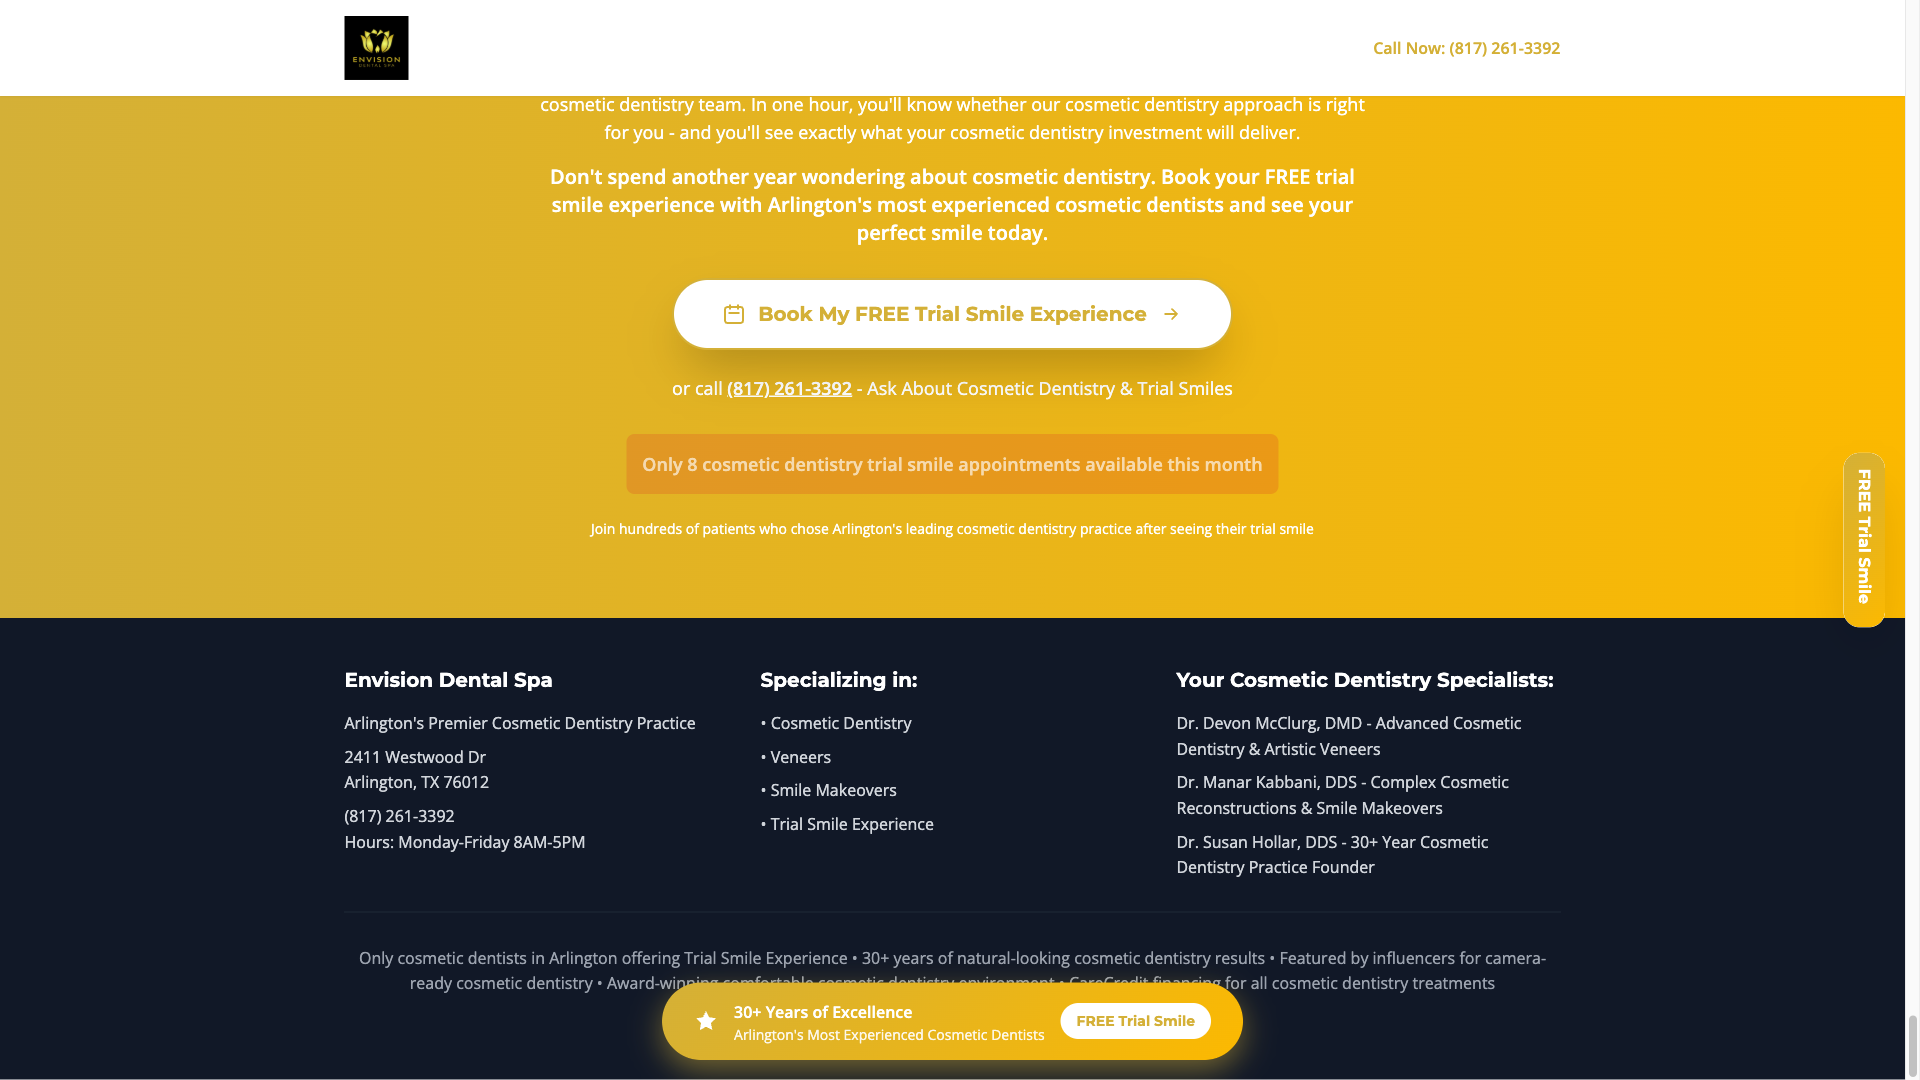 ENVISION
DENTAL SPA
Call Now: (817) 261-3392
cosmetic dentistry team. In one hour, you'll know whether our cosmetic dentistry approach is right
for you - and you'll see exactly what your cosmetic dentistry investment will deliver.
Don't spend another year wondering about cosmetic dentistry. Book your FREE trial
smile experience with Arlington's most experienced cosmetic dentists and see your
perfect smile today.
Book My FREE Trial Smile Experience
or call (817) 261-3392 - Ask About Cosmetic Dentistry & Trial Smiles
Only 8 cosmetic dentistry trial smile appointments available this month
Join hundreds of patients who chose Arlington's leading cosmetic dentistry practice after seeing their trial smile
FREE Trial Smile
Envision Dental Spa
Arlington's Premier Cosmetic Dentistry Practice
2411 Westwood Dr
Arlington, TX 76012
(817) 261-3392
Hours: Monday-Friday 8AM-5PM
Specializing in:
• Cosmetic Dentistry
• Veneers
• Smile Makeovers
• Trial Smile Experience
Your Cosmetic Dentistry Specialists:
Dr. Devon McClurg, DMD - Advanced Cosmetic
Dentistry & Artistic Veneers
Dr. Manar Kabbani, DDS - Complex Cosmetic
Reconstructions & Smile Makeovers
Dr. Susan Hollar, DDS - 30+ Year Cosmetic
Dentistry Practice Founder
Only cosmetic dentists in Arlington offering Trial Smile Experience • 30+ years of natural-looking cosmetic dentistry results • Featured by influencers for camera-
ready cosmetic dentistry • Award-winning comfortable cosmetic dentistry environment • CareCredit financing for all cosmetic dentistry treatments
30+ Years of Excellence
Arlington's Most Experienced Cosmetic Dentists
FREE Trial Smile